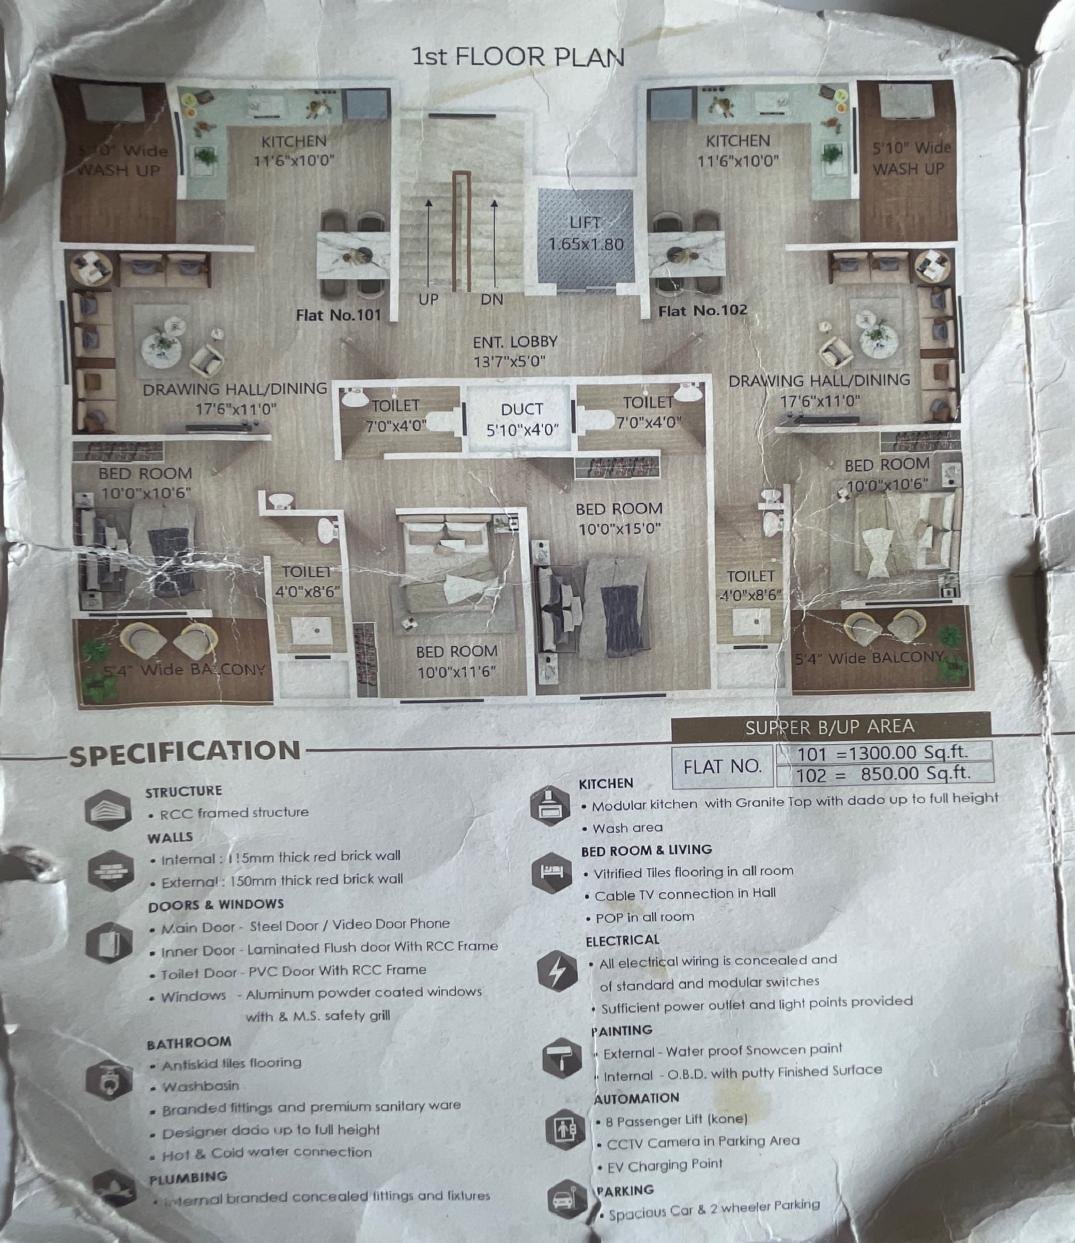 1st FLOOR PLAN
5'10" Wide
WASH UP
KITCHEN
11'6"x10'0"
LIFT
1.65x1.80
KITCHEN
11'6"x10'0"
5'10" Wide
WASH UP
Flat No.101
UP
DN
Flat No.102
ENT. LOBBY
13'7"x5'0"
DRAWING HALL/DINING
17'6"x11'0"
TOILET
7'0"x4'0"
DUCT
5'10"x4'0"
TOILET
7'0"x4'0"
DRAWING HALL/DINING
17'6"x11'0"
BED ROOM
10'0"x10'6"
BED ROOM
10'0"x15'0"
BED ROOM
10'0"x10'6"
TOILET
4'0"x8'6"
BED ROOM
10'0"x11'6"
TOILET
4'0"x8'6"
5'4" Wide BALCONY
5'4" Wide BALCONY
SUPPER B/UP AREA
FLAT NO.
101 =1300.00 Sq.ft.
102 = 850.00 Sq.ft.
SPECIFICATION
STRUCTURE
• RCC framed structure
WALLS
• Internal : 115mm thick red brick wall
• External : 150mm thick red brick wall
DOORS & WINDOWS
• Main Door - Steel Door / Video Door Phone
• Inner Door - Laminated Flush door With RCC Frame
• Toilet Door - PVC Door With RCC Frame
• Windows - Aluminum powder coated windows
with & M.S. safety grill
BATHROOM
• Antiskid tiles flooring
• Washbasin
• Branded fittings and premium sanitary ware
• Designer dado up to full height
• Hot & Cold water connection
PLUMBING
• Internal branded concealed fittings and fixtures
KITCHEN
• Modular kitchen with Granite Top with dado up to full height
• Wash area
BED ROOM & LIVING
• Vitrified Tiles flooring in all room
• Cable TV connection in Hall
• POP in all room
ELECTRICAL
• All electrical wiring is concealed and
of standard and modular switches
• Sufficient power outlet and light points provided
PAINTING
• External - Water proof Snowcen paint
• Internal - O.B.D. with putty Finished Surface
AUTOMATION
• 8 Passenger Lift (kone)
• CCTV Camera in Parking Area
• EV Charging Point
PARKING
• Spacious Car & 2 wheeler Parking